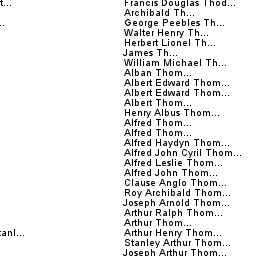 t... Francis Douglas Thod...
Archibald Th...
... George Peebles Th...
Walter Henry Th...
Herbert Lionel Th...
James Th...
William Michael Th...
Alban Thom...
Albert Edward Thom...
Albert Edward Thom...
Albert Thom...
Henry Albus Thom...
Alfred Thom...
Alfred Thom...
Alfred Haydyn Thom...
Alfred John Cyril Thom...
Alfred Leslie Thom...
Alfred John Thom...
Clause Anglo Thom...
Roy Archibald Thom...
Joseph Arnold Thom...
Arthur Ralph Thom...
Arthur Thom...
tanl... Arthur Henry Thom...
Stanley Arthur Thom...
Joseph Arthur Thom...